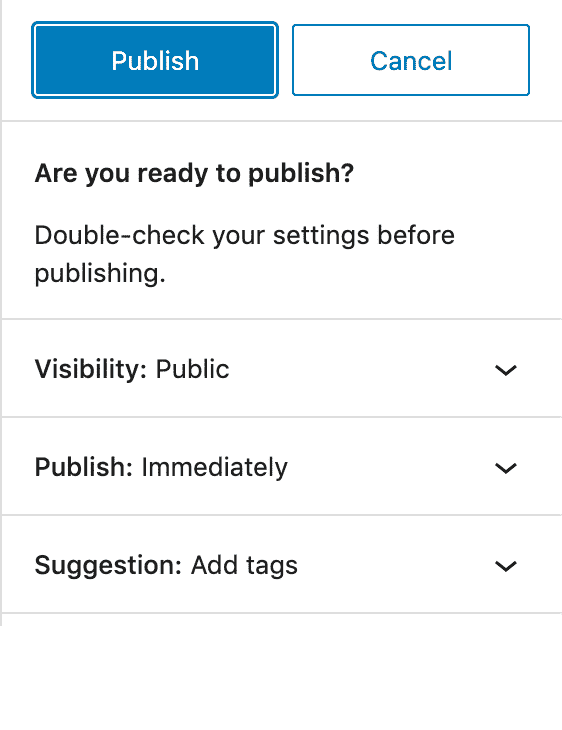 Publish
Cancel
Are you ready to publish?
Double-check your settings before
publishing.
Visibility: Public
Publish: Immediately
Suggestion: Add tags